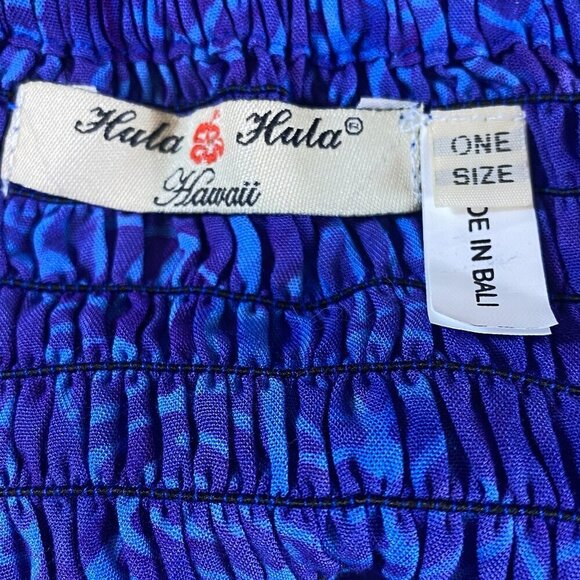 Hula Hula®
Hawaii
ONE
SIZE
DE IN BALI